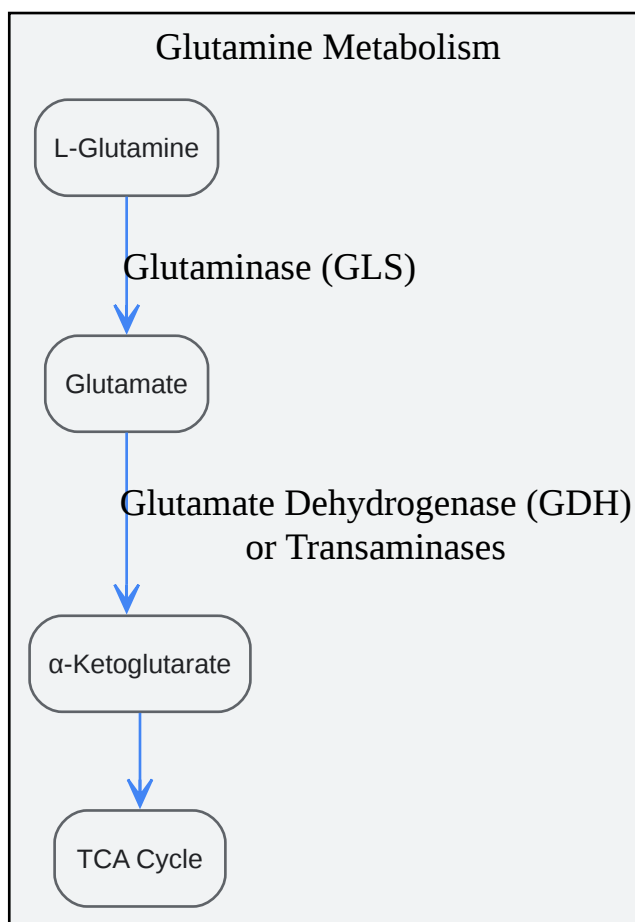 Glutamine Metabolism
L-Glutamine
Glutaminase (GLS)
Glutamate
Glutamate Dehydrogenase (GDH)
or Transaminases
α-Ketoglutarate
TCA Cycle